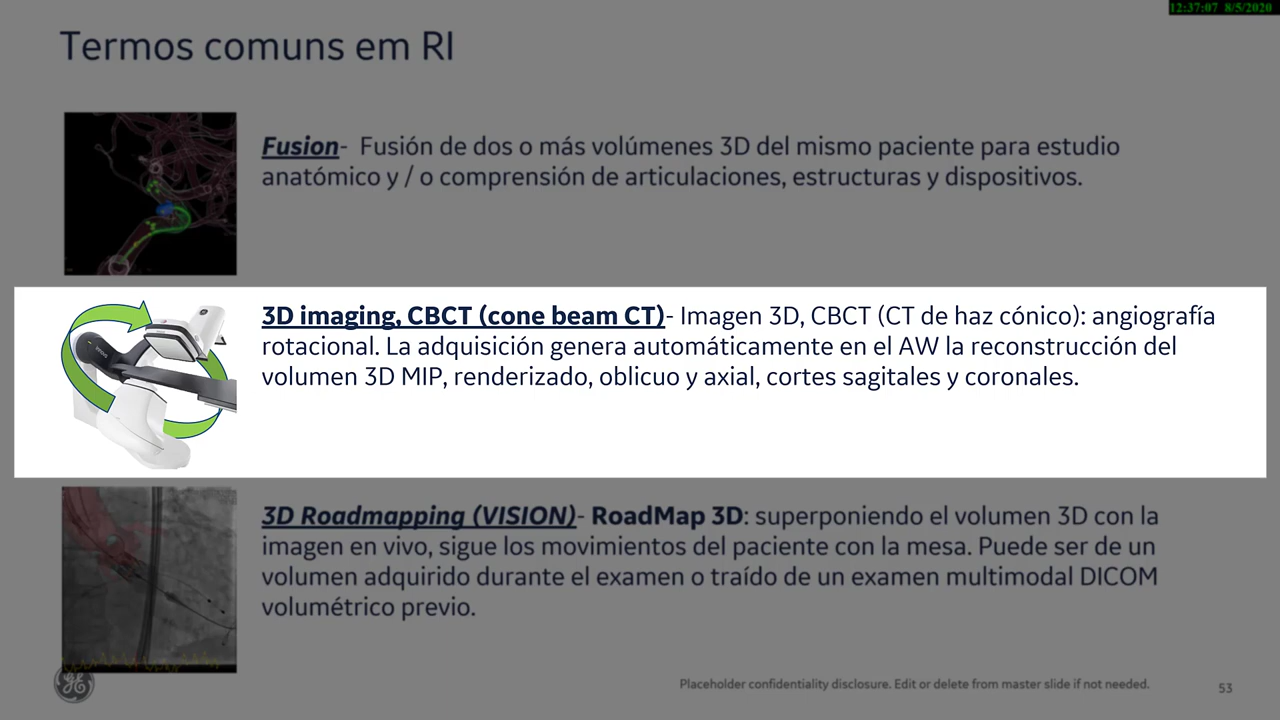 12:37:07 8/5/2020
Termos comuns em RI
Fusion- Fusión de dos o más volúmenes 3D del mismo paciente para estudio
anatómico y / o comprensión de articulaciones, estructuras y dispositivos.
3D imaging, CBCT (cone beam CT)- Imagen 3D, CBCT (CT de haz cónico): angiografía
rotacional. La adquisición genera automáticamente en el AW la reconstrucción del
volumen 3D MIP, renderizado, oblicuo y axial, cortes sagitales y coronales.
3D Roadmapping (VISION)- RoadMap 3D: superponiendo el volumen 3D con la
imagen en vivo, sigue los movimientos del paciente con la mesa. Puede ser de un
volumen adquirido durante el examen o traído de un examen multimodal DICOM
volumétrico previo.
Placeholder confidentiality disclosure. Edit or delete from master slide if not needed.
53